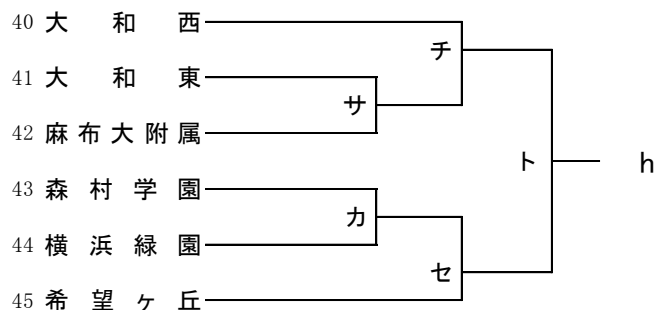 40 大和西
チ
41 大和東
サ
42 麻布大附属
ト h
43 森村学園
カ
44 横浜緑園
セ
45 希望ヶ丘